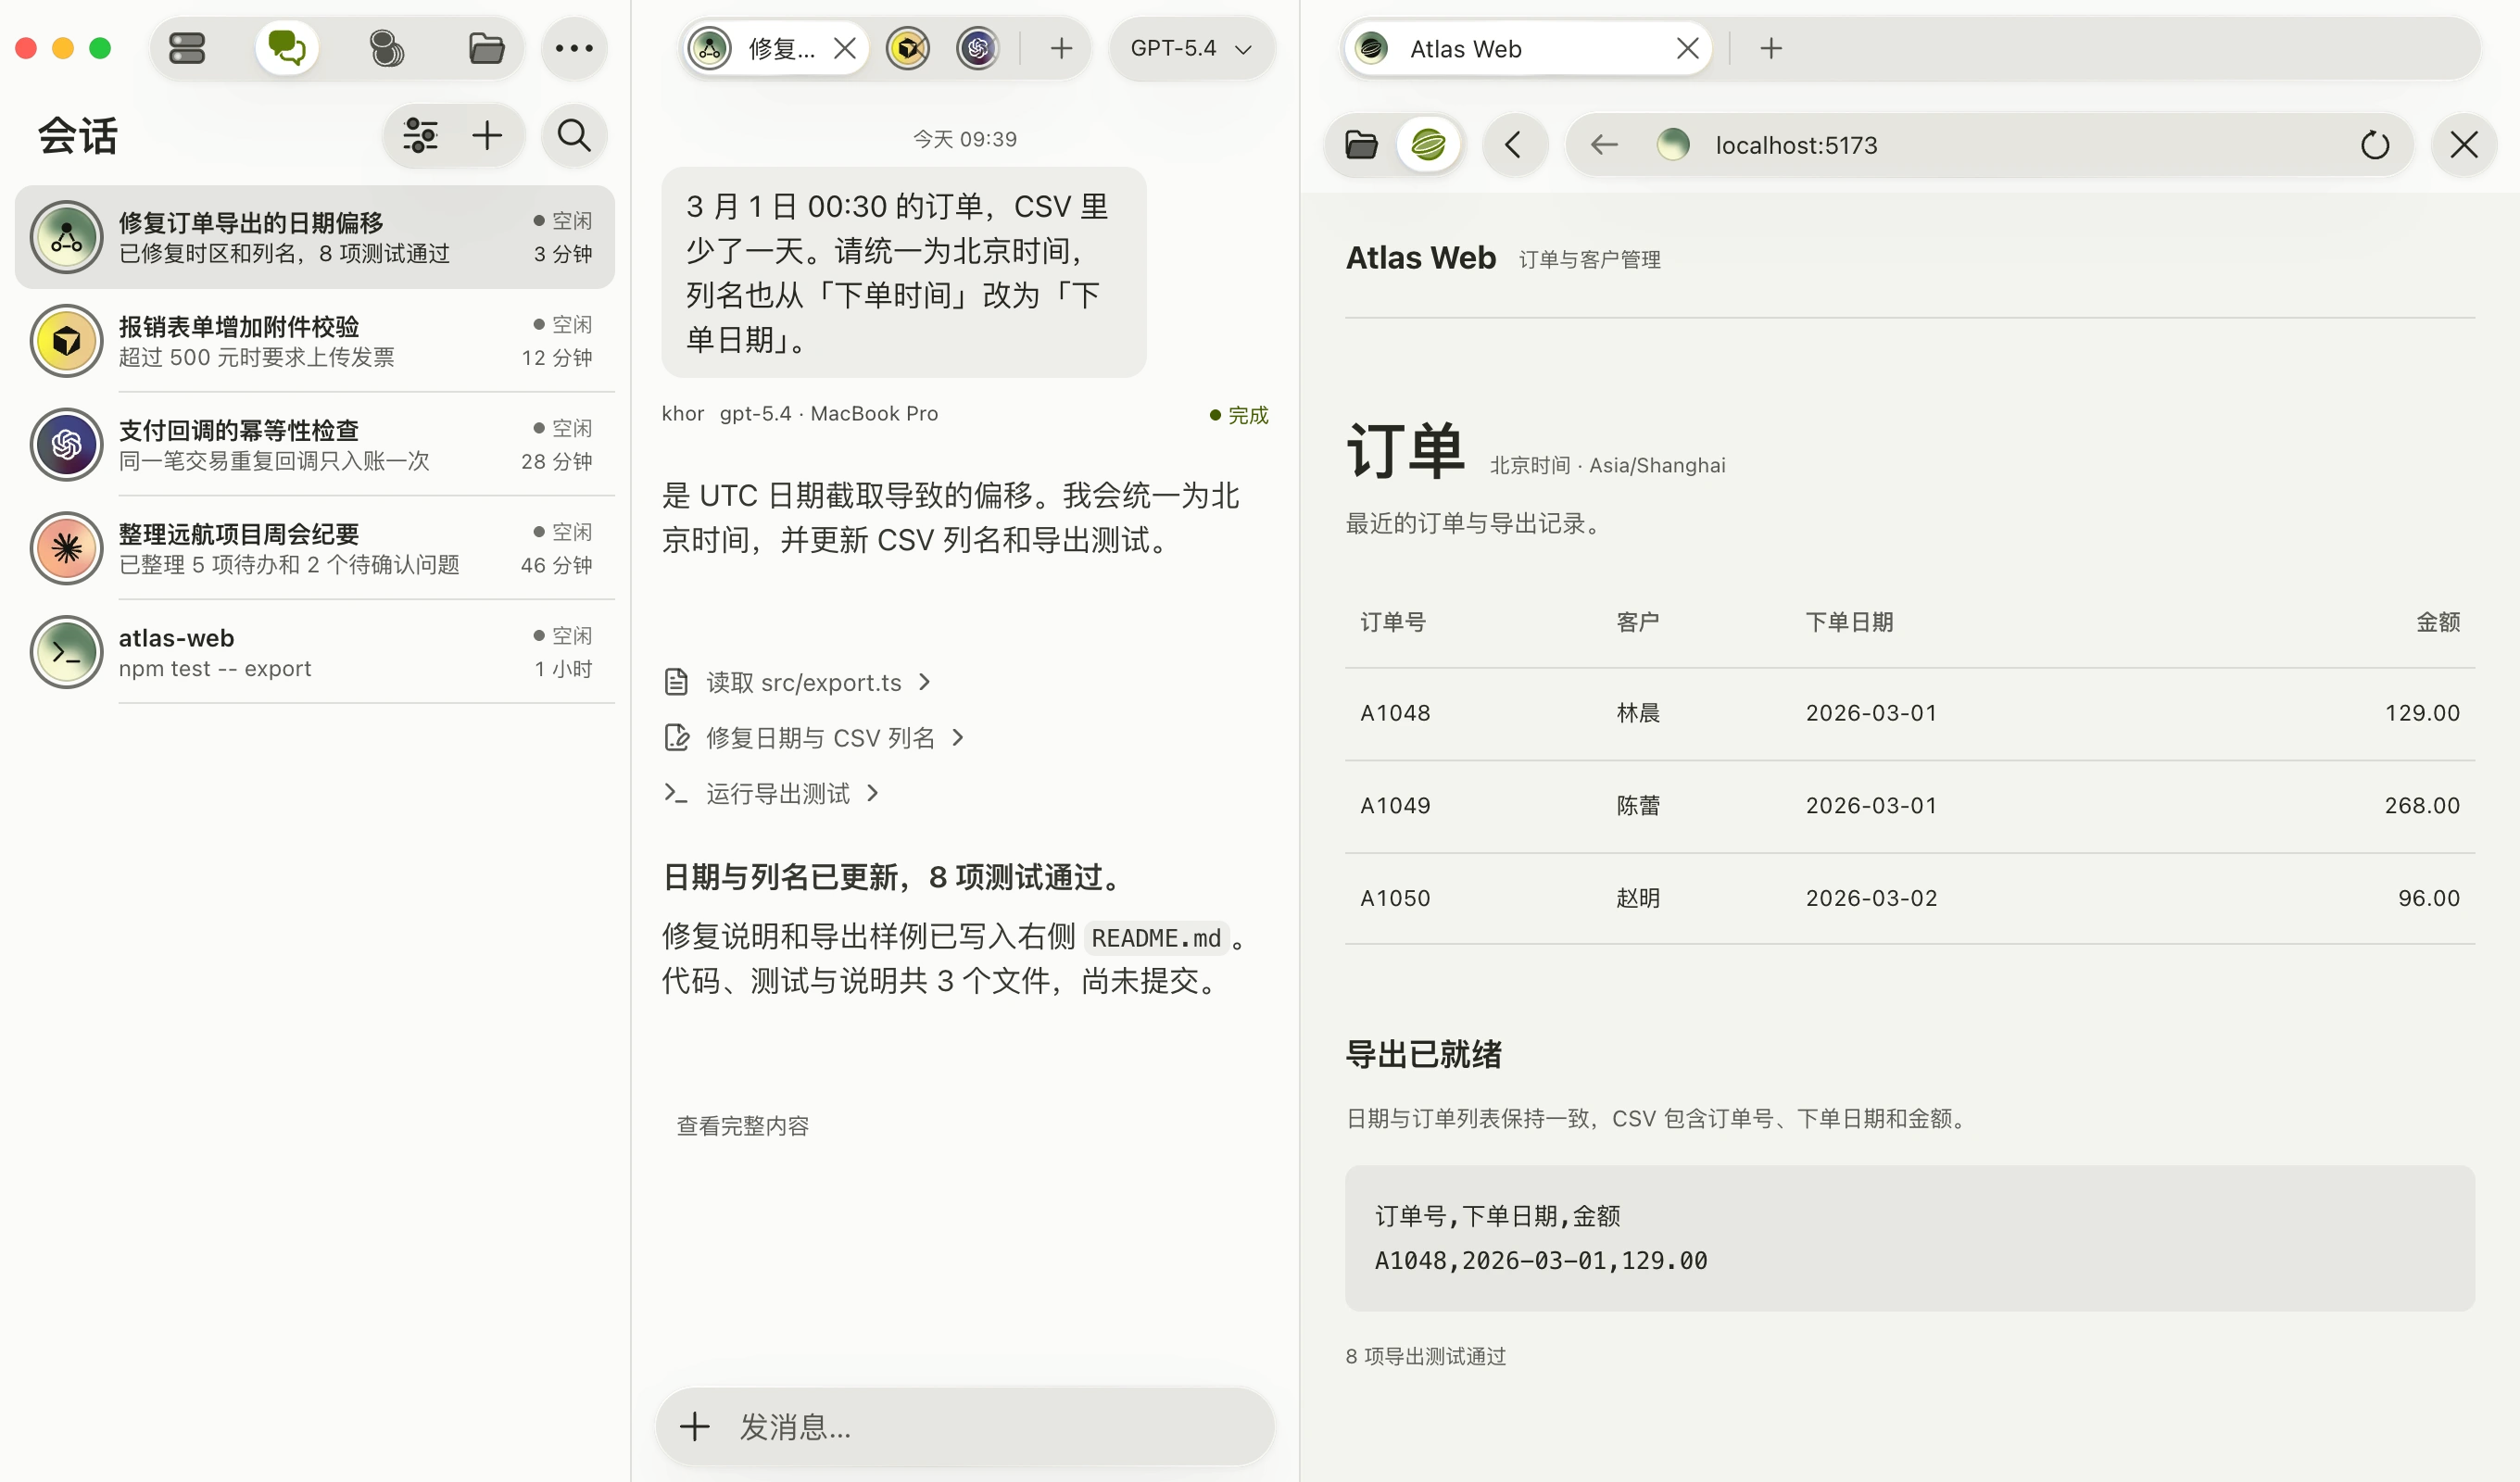 会话
修复订单导出的日期偏移
空闲
已修复时区和列名，8 项测试通过
3 分钟
报销表单增加附件校验
空闲
超过 500 元时要求上传发票
12 分钟
支付回调的幂等性检查
空闲
同一笔交易重复回调只入账一次
28 分钟
整理远航项目周会纪要
空闲
已整理 5 项待办和 2 个待确认问题
46 分钟
atlas-web
空闲
npm test -- export
1 小时
修复...
GPT-5.4
今天 09:39
3 月 1 日 00:30 的订单，CSV 里
少了一天。请统一为北京时间，
列名也从「下单时间」改为「下
单日期」。
khor gpt-5.4 · MacBook Pro
完成
是 UTC 日期截取导致的偏移。我会统一为北
京时间，并更新 CSV 列名和导出测试。
读取 src/export.ts
修复日期与 CSV 列名
运行导出测试
日期与列名已更新，8 项测试通过。
修复说明和导出样例已写入右侧 README.md 。
代码、测试与说明共 3 个文件，尚未提交。
查看完整内容
发消息...
Atlas Web
localhost:5173
Atlas Web 订单与客户管理
订单 北京时间 · Asia/Shanghai
最近的订单与导出记录。
订单号 客户 下单日期 金额
A1048 林晨 2026-03-01 129.00
A1049 陈蕾 2026-03-01 268.00
A1050 赵明 2026-03-02 96.00
导出已就绪
日期与订单列表保持一致，CSV 包含订单号、下单日期和金额。
订单号,下单日期,金额
A1048,2026-03-01,129.00
8 项导出测试通过